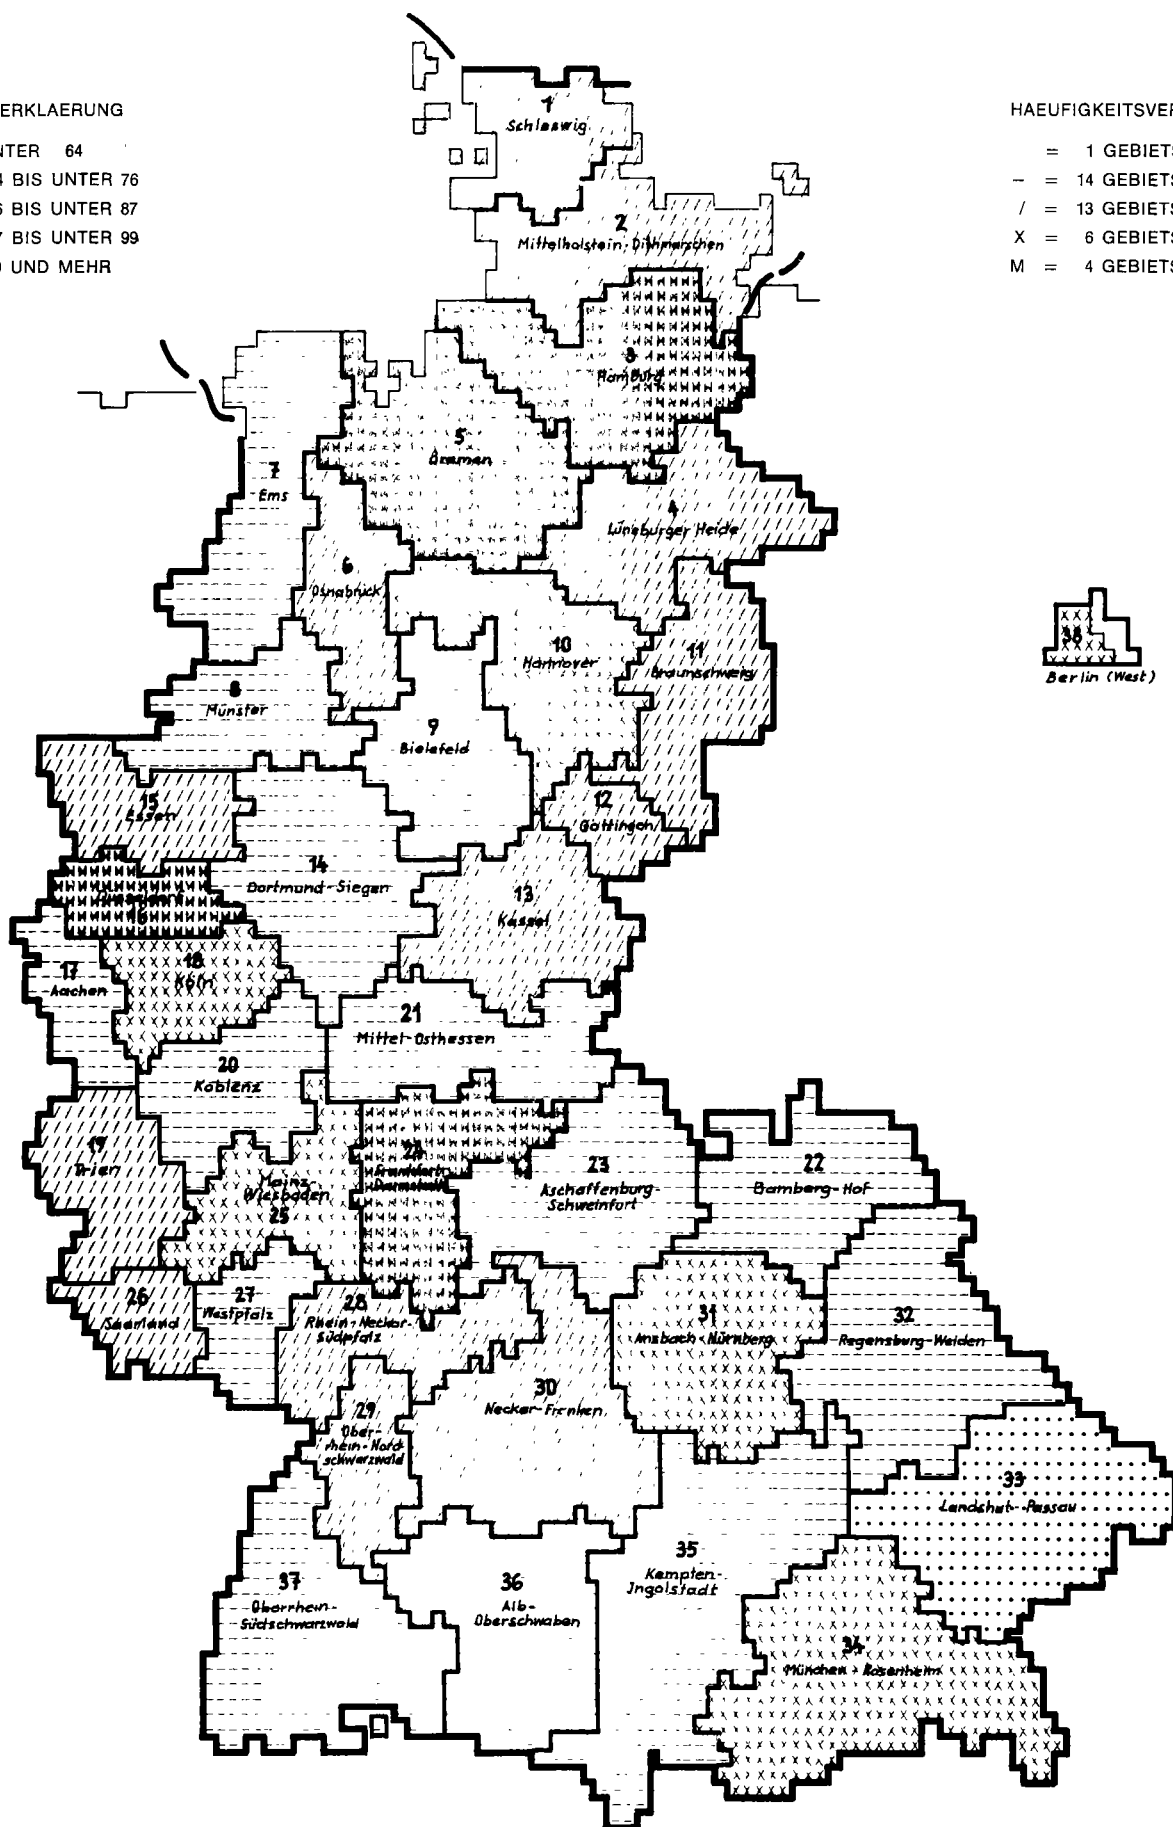 ERKLAERUNG
NTER 64
4 BIS UNTER 76
6 BIS UNTER 87
7 BIS UNTER 99
9 UND MEHR
HAEUFIGKEITSVER
= 1 GEBIETS
– = 14 GEBIETS
/ = 13 GEBIETS
X = 6 GEBIETS
M = 4 GEBIETS
1
Schleswig
2
Mittelholstein-Dithmarschen
3
Hamburg
4
Lüneburger Heide
5
Bremen
6
Osnabrück
7
Ems
8
Münster
9
Bielefeld
10
Hannover
11
Braunschweig
12
Göttingen
13
Kassel
14
Dortmund-Siegen
15
Essen
Düsseldorf
16
17
Aachen
18
Köln
19
Trier
20
Koblenz
21
Mittel-Osthessen
22
Bamberg-Hof
23
Aschaffenburg-
Schweinfurt
24
Frankfurt-
Darmstadt
Mainz-
Wiesbaden
25
26
Saarland
27
Westpfalz
28
Rhein-Neckar-
Südpfalz
29
Ober-
rhein-Nord
schwarzwald
30
Neckar-Franken
31
Ansbach-Nürnberg
32
Regensburg-Weiden
33
Landshut-Passau
34
München-Rosenheim
35
Kempten-
Ingolstadt
36
Alb-
Oberschwaben
37
Oberrhein-
Südschwarzwald
38
Berlin (West)